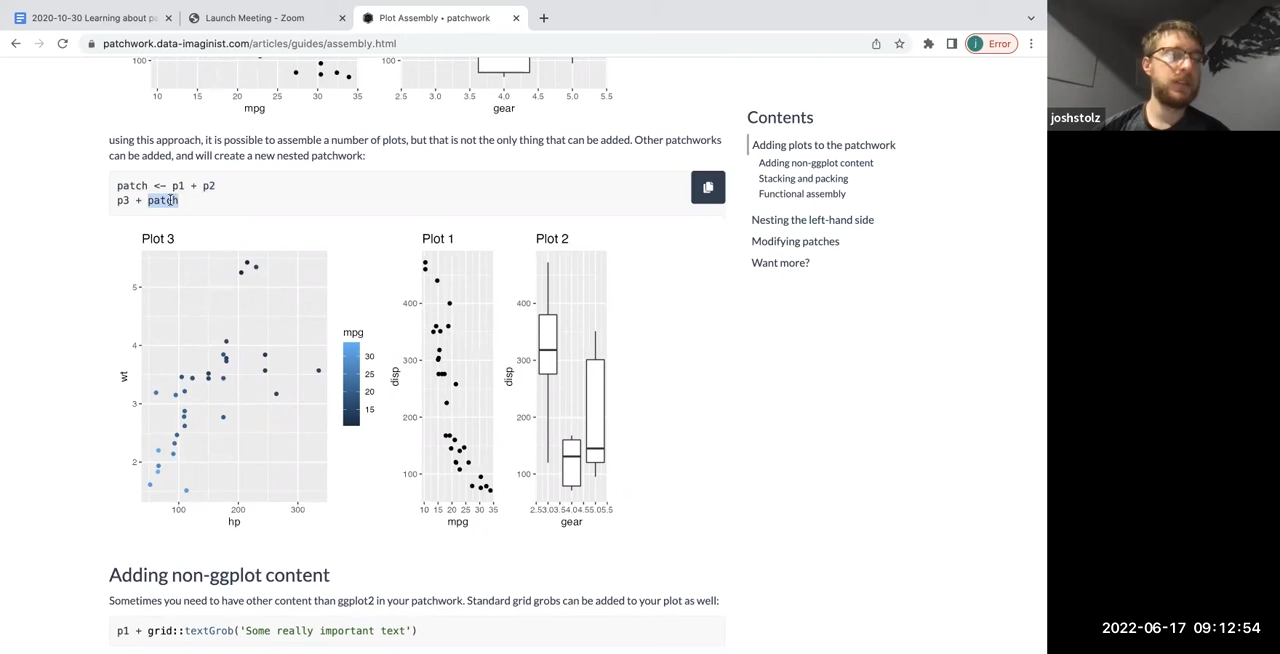 2020-10-30 Learning about pa
Launch Meeting - Zoom
Plot Assembly • patchwork
patchwork.data-imaginist.com/articles/guides/assembly.html
j
Error
100
100
10 15 20 25 30 35
2.5 3.0 3.5 4.0 4.5 5.0 5.5
mpg
gear
using this approach, it is possible to assemble a number of plots, but that is not the only thing that can be added. Other patchworks
can be added, and will create a new nested patchwork:
patch <- p1 + p2
p3 + patch
Plot 3
Plot 1
Plot 2
5
4
3
2
wt
100 200 300
hp
mpg
30
25
20
15
400
300
200
100
disp
10 15 20 25 30 35
mpg
400
300
200
100
disp
2.53.03.54.04.55.05.5
gear
Adding non-ggplot content
Sometimes you need to have other content than ggplot2 in your patchwork. Standard grid grobs can be added to your plot as well:
p1 + grid::textGrob('Some really important text')
Contents
Adding plots to the patchwork
Adding non-ggplot content
Stacking and packing
Functional assembly
Nesting the left-hand side
Modifying patches
Want more?
joshstolz
2022-06-17 09:12:54